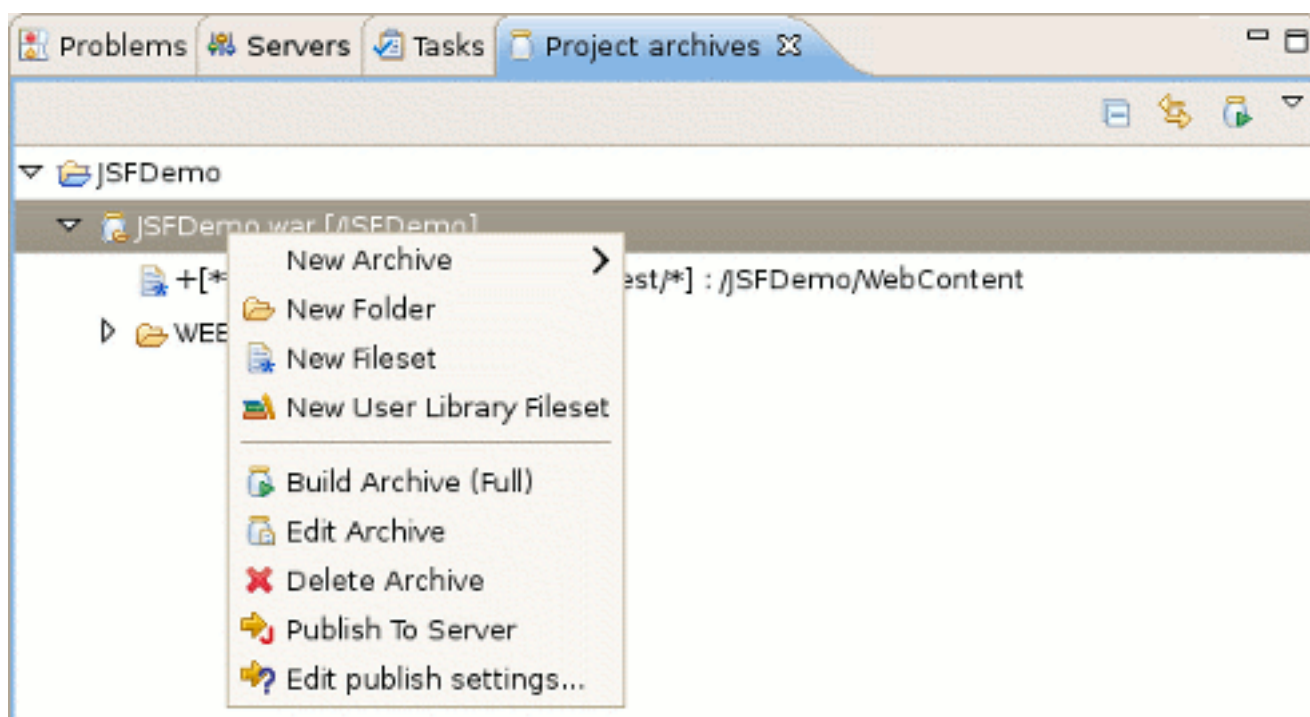 Problems Servers Tasks Project archives
JSFDemo
JSFDemo.war [/JSFDemo]
+[* est/*] : /JSFDemo/WebContent
WEE
New Archive
New Folder
New Fileset
New User Library Fileset
Build Archive (Full)
Edit Archive
Delete Archive
Publish To Server
Edit publish settings...